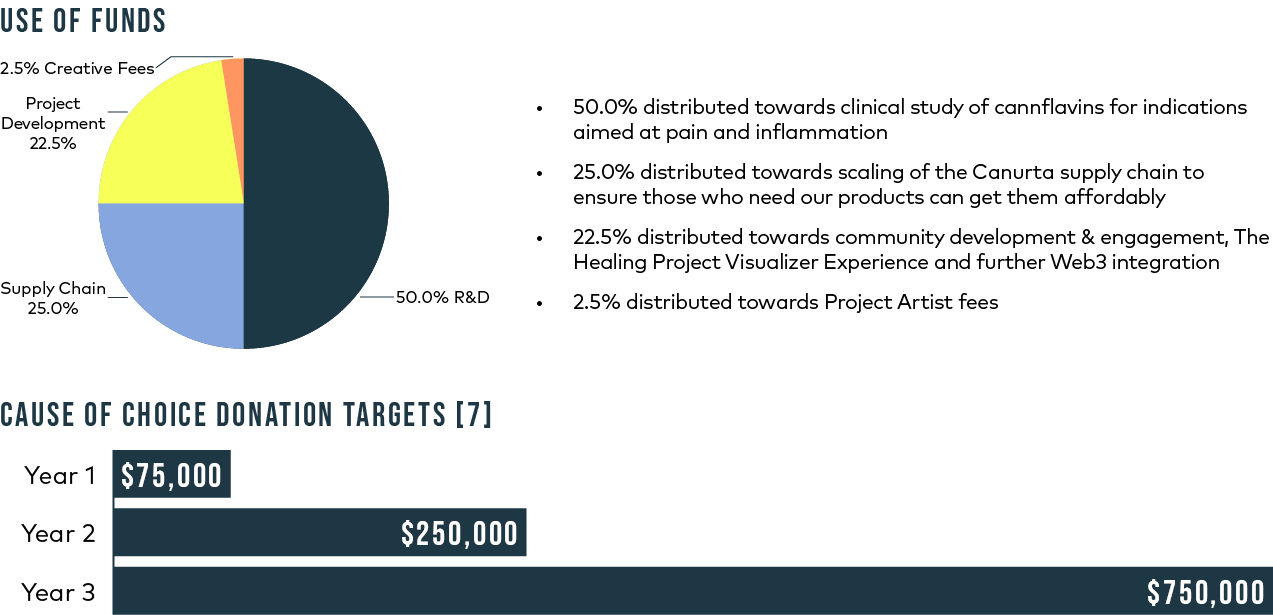 USE OF FUNDS
2.5% Creative Fees
Project
Development
22.5%
Supply Chain
25.0%
50.0% R&D
• 50.0% distributed towards clinical study of cannflavins for indications
aimed at pain and inflammation
• 25.0% distributed towards scaling of the Canurta supply chain to
ensure those who need our products can get them affordably
• 22.5% distributed towards community development & engagement, The
Healing Project Visualizer Experience and further Web3 integration
• 2.5% distributed towards Project Artist fees
CAUSE OF CHOICE DONATION TARGETS [7]
Year 1 $75,000
Year 2 $250,000
Year 3 $750,000